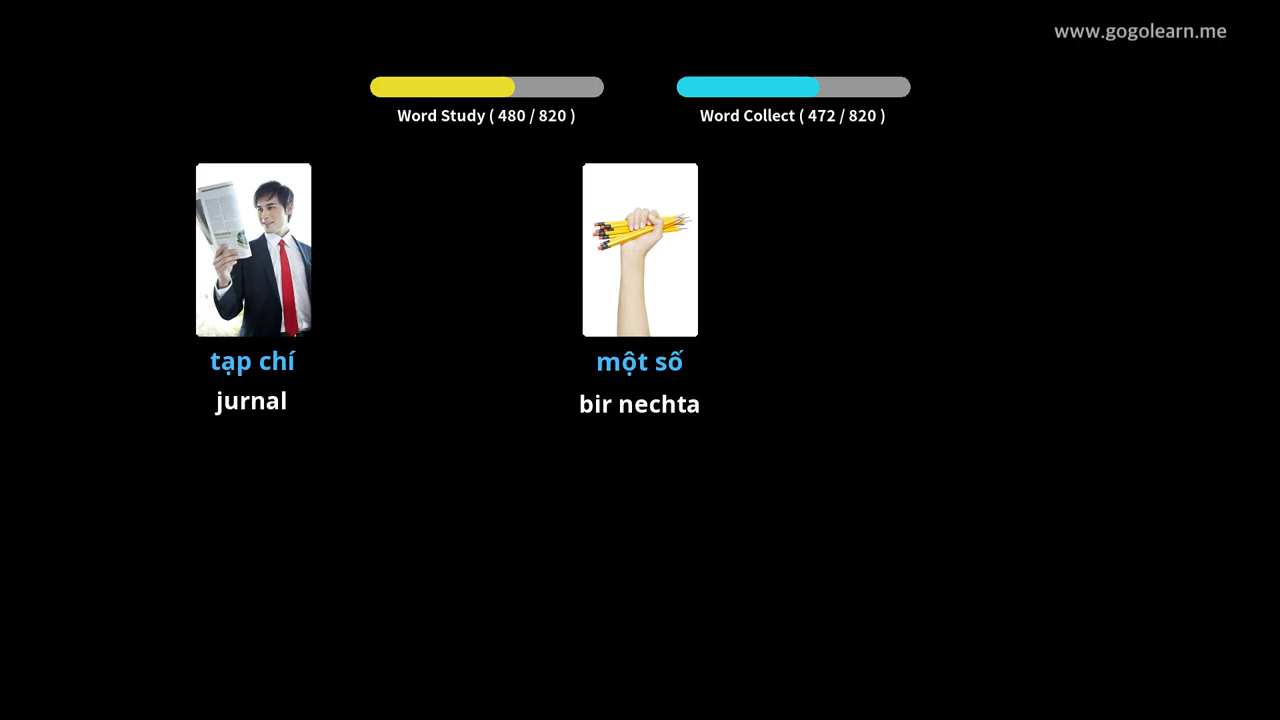 www.gogolearn.me
Word Study ( 480 / 820 )
Word Collect ( 472 / 820 )
tạp chí
jurnal
một số
bir nechta